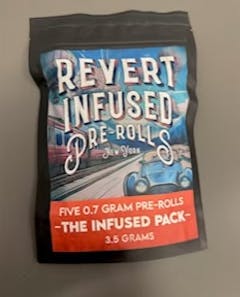 REVERT
INFUSED
PRE-ROLLS
NEW YORK
FIVE 0.7 GRAM PRE-ROLLS
-THE INFUSED PACK-
3.5 GRAMS